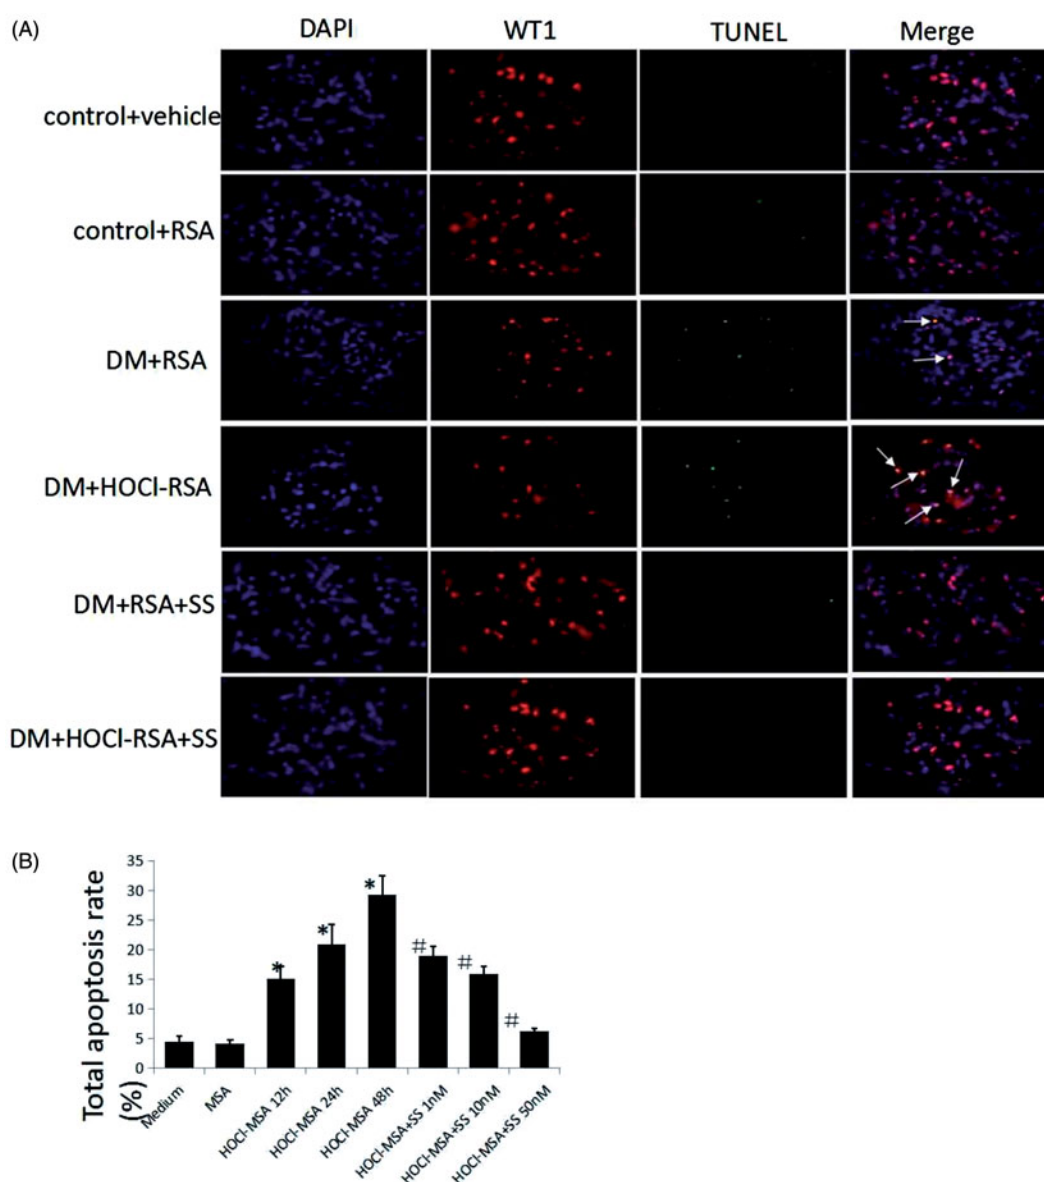 (A)
DAPI WT1 TUNEL Merge
control+vehicle
control+RSA
DM+RSA
DM+HOCl-RSA
DM+RSA+SS
DM+HOCl-RSA+SS
(B)
Total apoptosis rate
(%)
35
30
25
20
15
10
5
0
* * * # # #
Medium
MSA
HOCl-MSA 12h
HOCl-MSA 24h
HOCl-MSA 48h
HOCl-MSA+SS 1nM
HOCl-MSA+SS 10nM
HOCl-MSA+SS 50nM